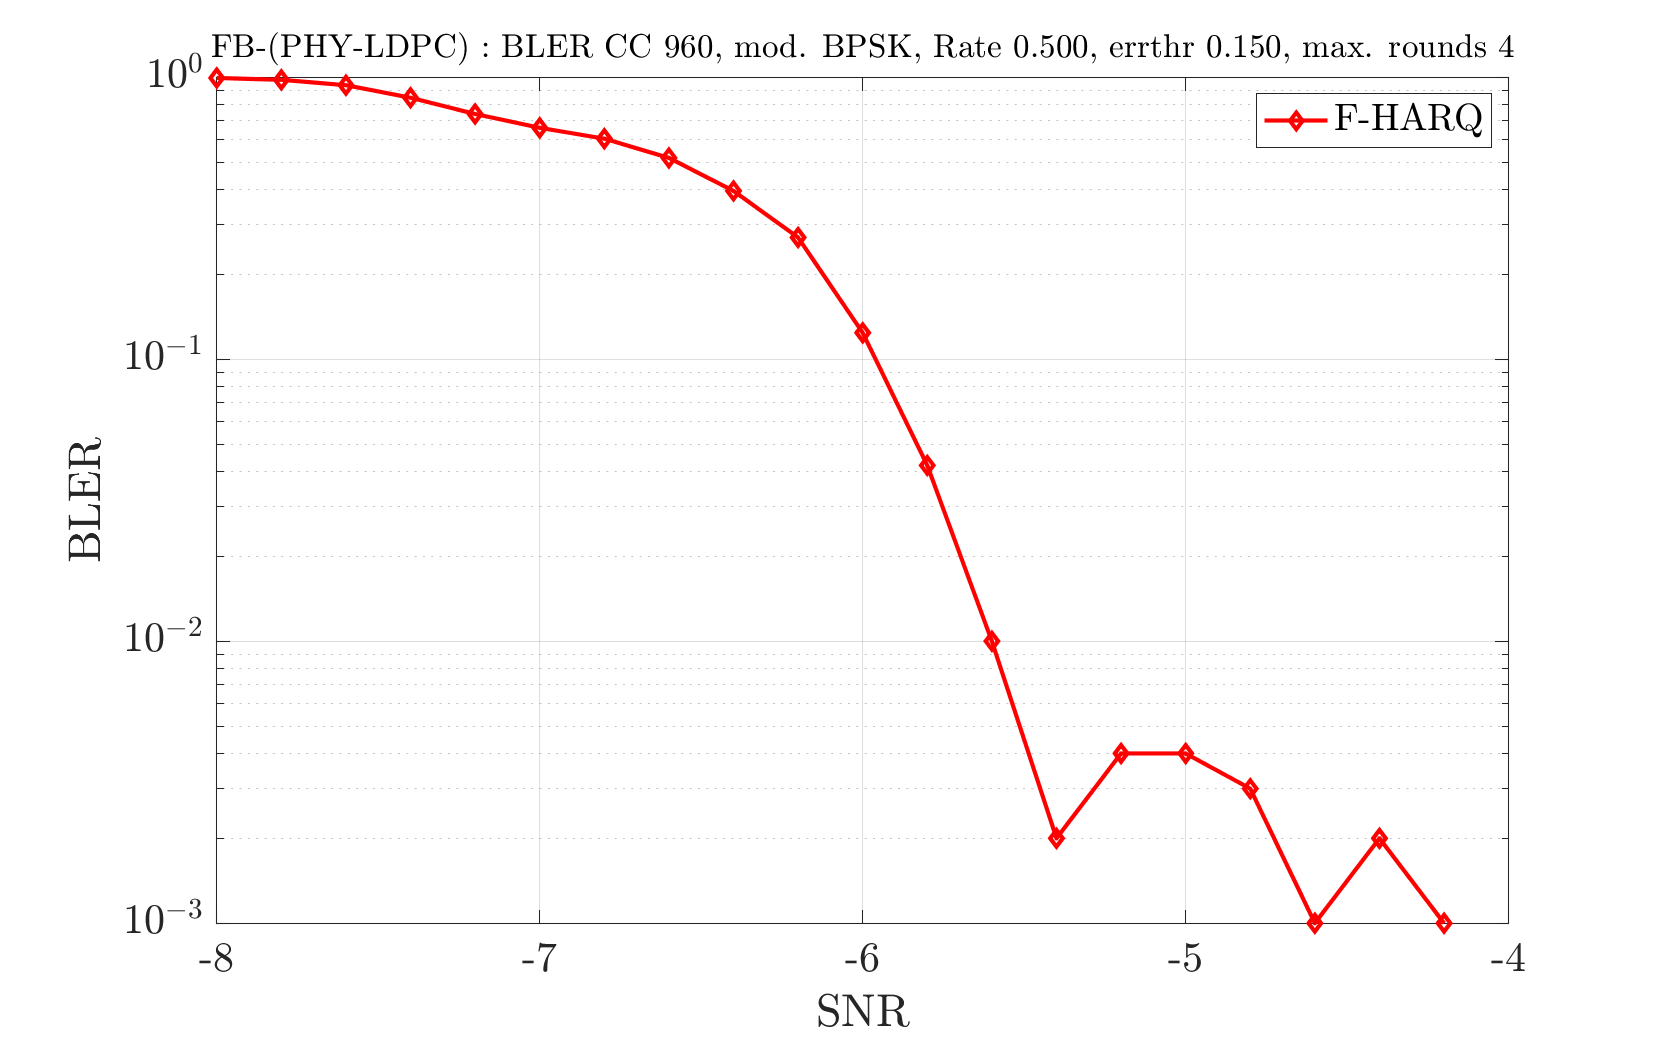 FB-(PHY-LDPC) : BLER CC 960, mod. BPSK, Rate 0.500, errthr 0.150, max. rounds 4
F-HARQ
10^0
10^{-1}
10^{-2}
10^{-3}
BLER
-8 -7 -6 -5 -4
SNR